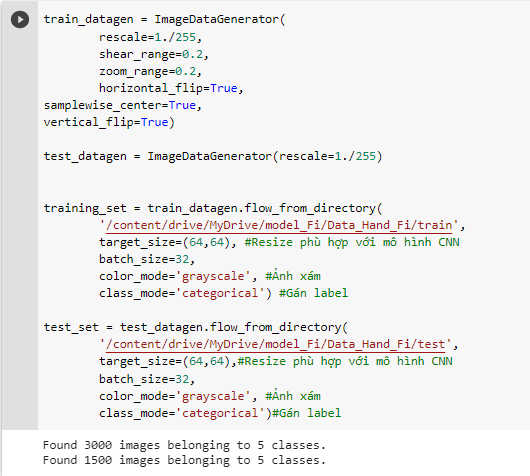 train_datagen = ImageDataGenerator(
        rescale=1./255,
        shear_range=0.2,
        zoom_range=0.2,
        horizontal_flip=True,
samplewise_center=True,
vertical_flip=True)

test_datagen = ImageDataGenerator(rescale=1./255)


training_set = train_datagen.flow_from_directory(
        '/content/drive/MyDrive/model_Fi/Data_Hand_Fi/train',
        target_size=(64,64), #Resize phù hợp với mô hình CNN
        batch_size=32,
        color_mode='grayscale', #Ảnh xám
        class_mode='categorical') #Gán label

test_set = test_datagen.flow_from_directory(
        '/content/drive/MyDrive/model_Fi/Data_Hand_Fi/test',
        target_size=(64,64),#Resize phù hợp với mô hình CNN
        batch_size=32,
        color_mode='grayscale', #Ảnh xám
        class_mode='categorical')#Gán label

Found 3000 images belonging to 5 classes.
Found 1500 images belonging to 5 classes.